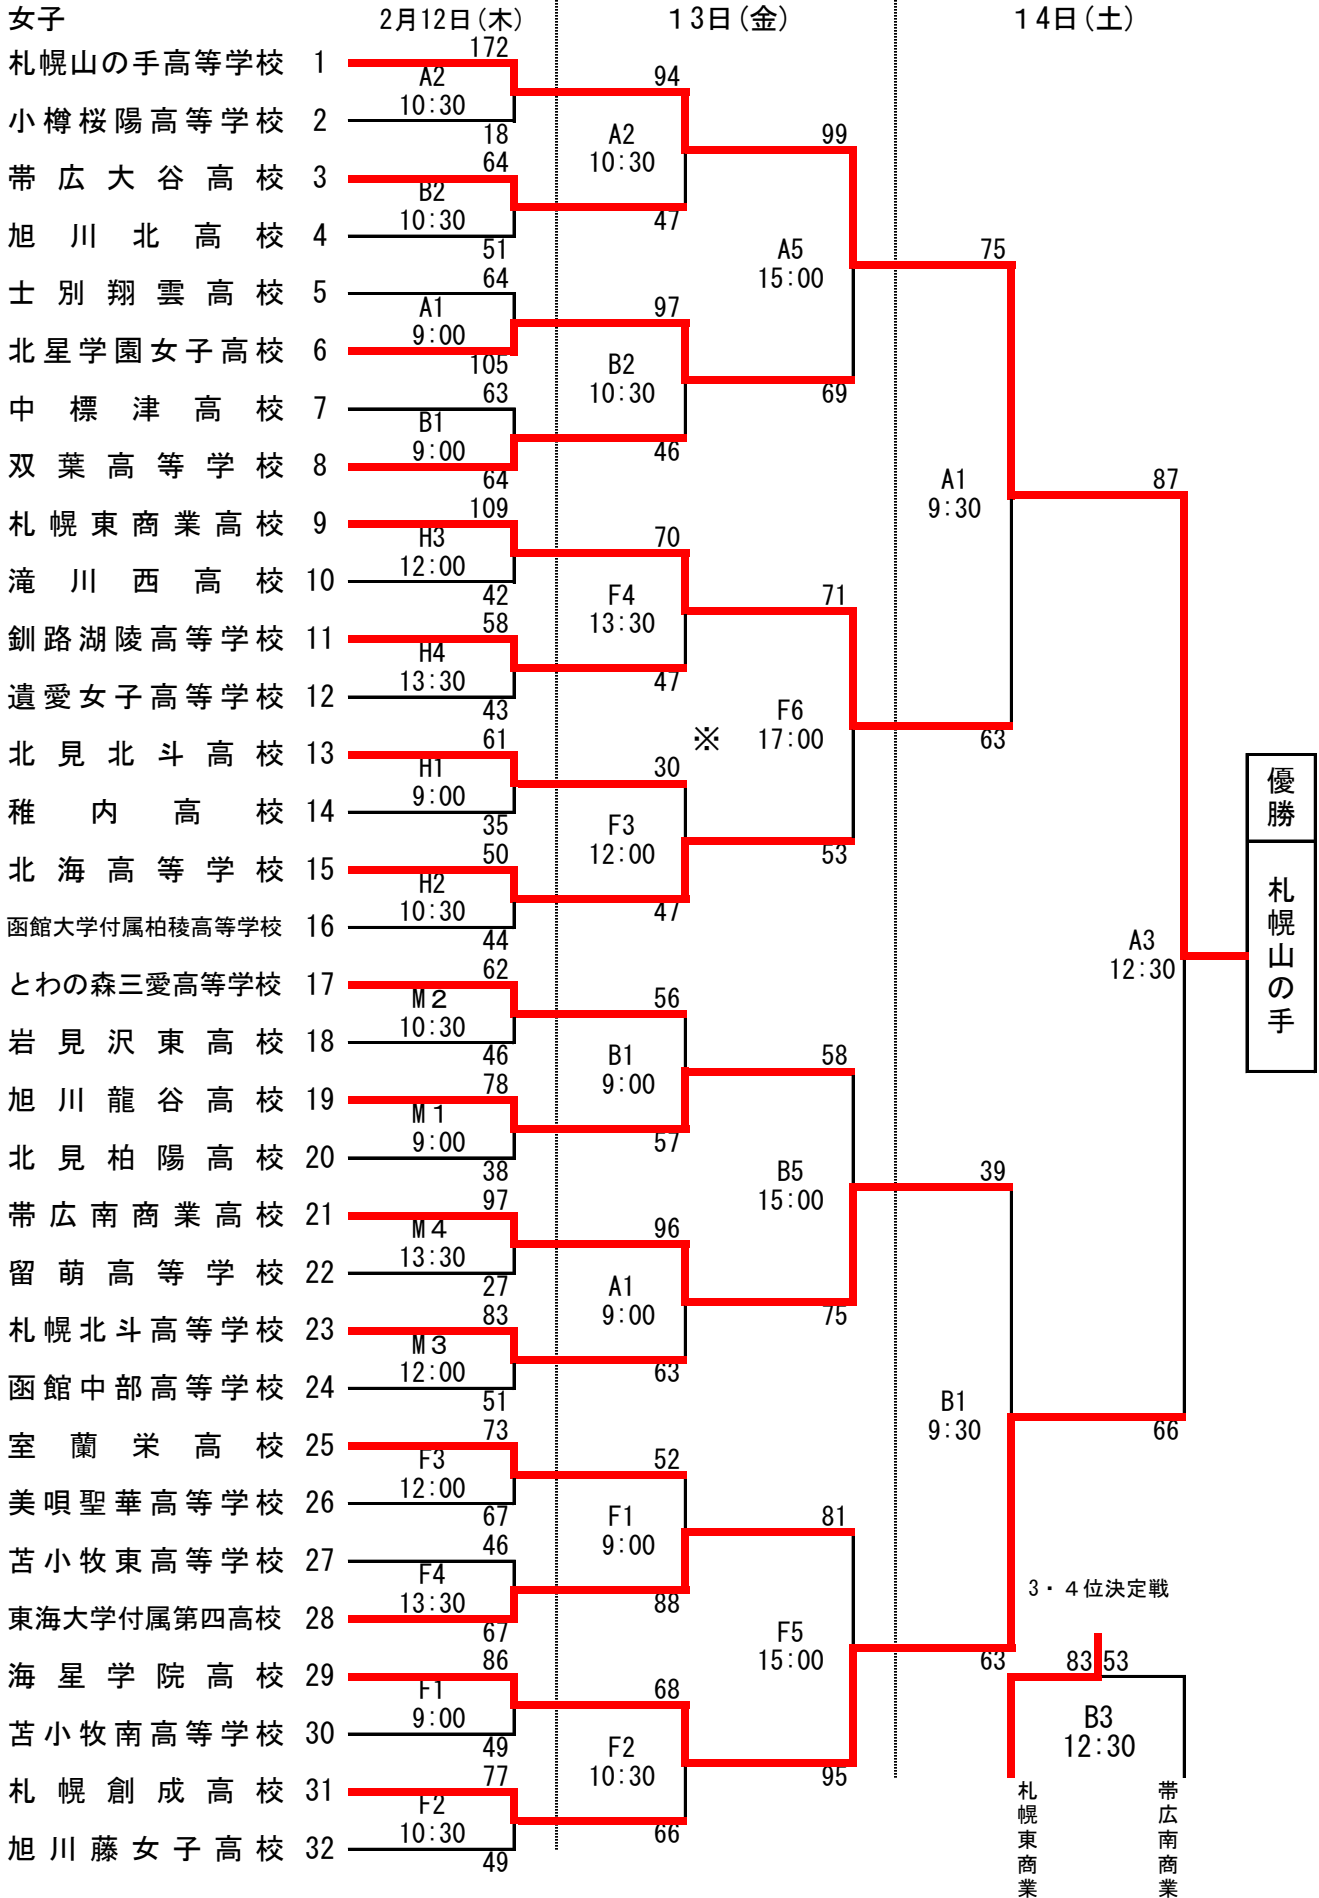 女子 2月12日(木) 13日(金) 14日(土)
172
札幌山の手高等学校 1
A2
10:30
94
小樽桜陽高等学校 2
18
A2
10:30
99
64
帯広大谷高校 3
B2
10:30
47
旭川北高校 4
51
A5
15:00
75
64
士別翔雲高校 5
A1
9:00
97
北星学園女子高校 6
105
B2
10:30
69
63
中標津高校 7
B1
9:00
46
双葉高等学校 8
64
A1
9:30
87
109
札幌東商業高校 9
H3
12:00
70
滝川西高校 10
42
F4
13:30
71
58
釧路湖陵高等学校 11
H4
13:30
47
遺愛女子高等学校 12
43
※
F6
17:00
63
61
北見北斗高校 13
H1
9:00
30
稚内高校 14
35
F3
12:00
53
50
北海高等学校 15
H2
10:30
47
函館大学付属柏稜高等学校 16
44
優勝
札幌山の手
A3
12:30
62
とわの森三愛高等学校 17
M2
10:30
56
岩見沢東高校 18
46
B1
9:00
58
78
旭川龍谷高校 19
M1
9:00
57
北見柏陽高校 20
38
B5
15:00
39
97
帯広南商業高校 21
M4
13:30
96
留萌高等学校 22
27
A1
9:00
75
83
札幌北斗高等学校 23
M3
12:00
63
函館中部高等学校 24
51
B1
9:30
66
73
室蘭栄高校 25
F3
12:00
52
美唄聖華高等学校 26
67
F1
9:00
81
46
苫小牧東高等学校 27
F4
13:30
88
東海大学付属第四高校 28
67
F5
15:00
63
86
海星学院高校 29
F1
9:00
68
苫小牧南高等学校 30
49
F2
10:30
95
77
札幌創成高校 31
F2
10:30
66
旭川藤女子高校 32
49
3・4位決定戦
83 53
B3
12:30
札幌東商業
帯広南商業